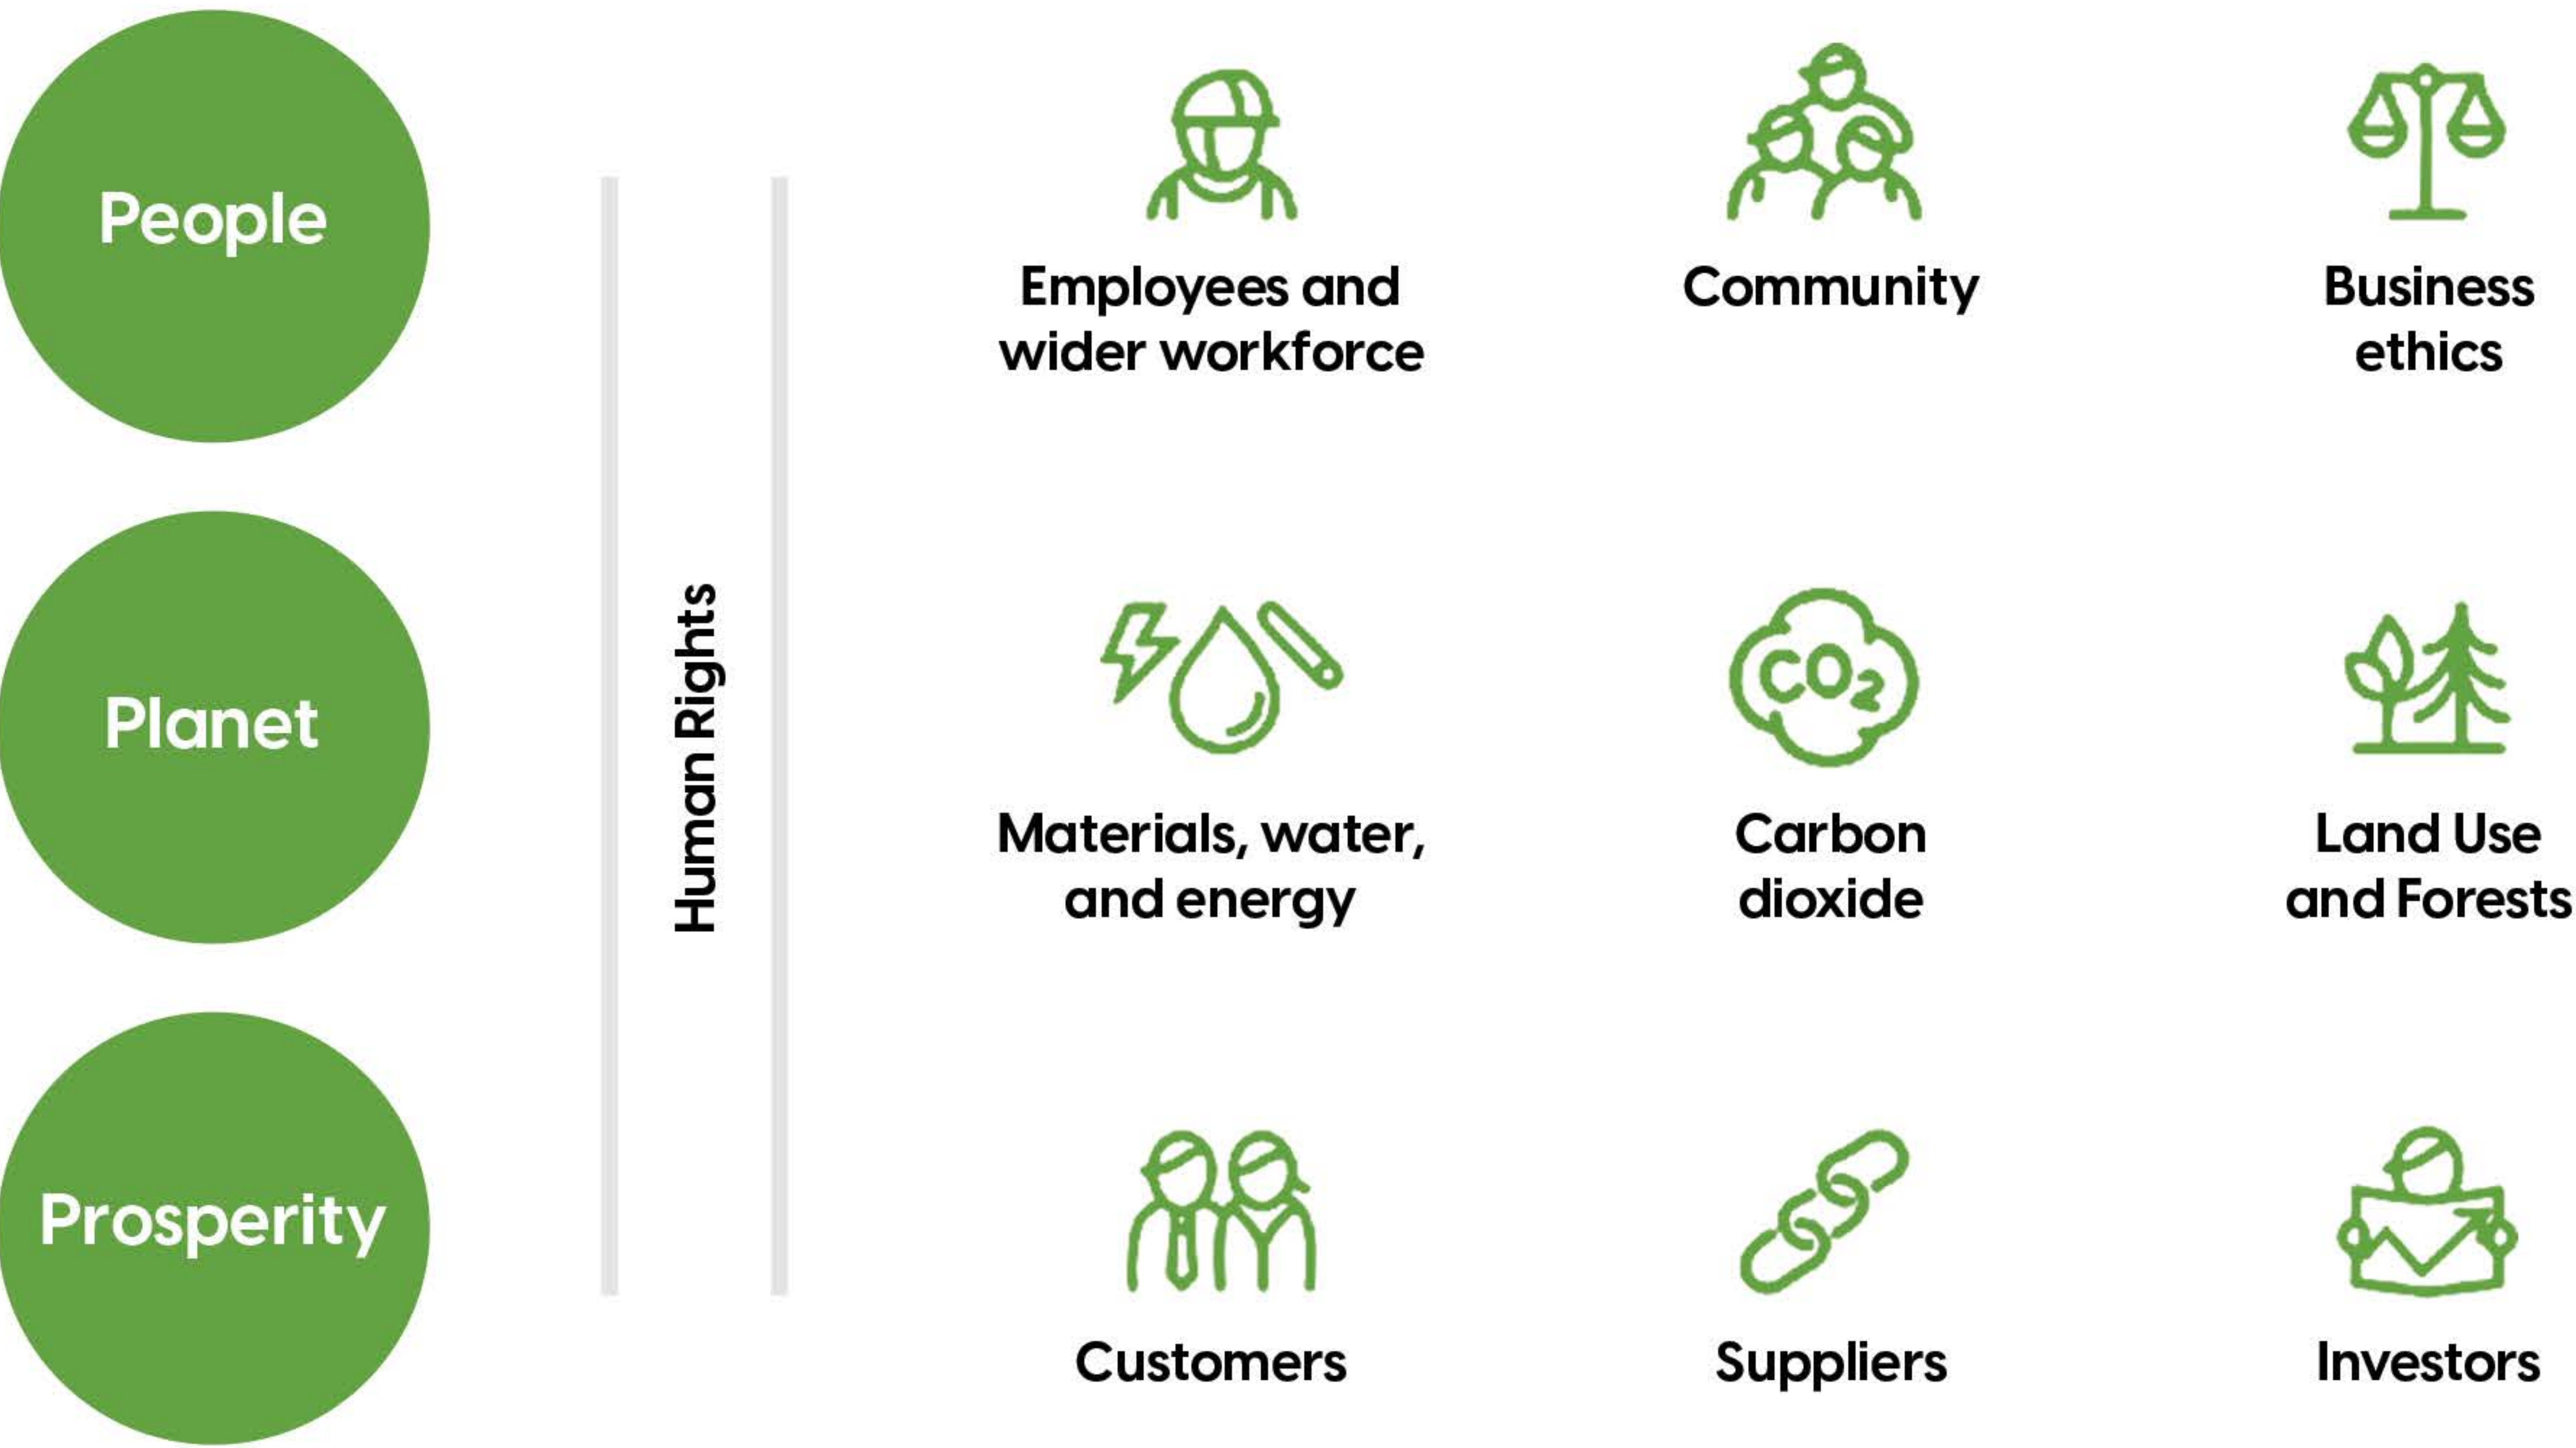 People
Employees and
wider workforce
Community
Business
ethics
Human Rights
Planet
Materials, water,
and energy
CO2
Carbon
dioxide
Land Use
and Forests
Prosperity
Customers
Suppliers
Investors